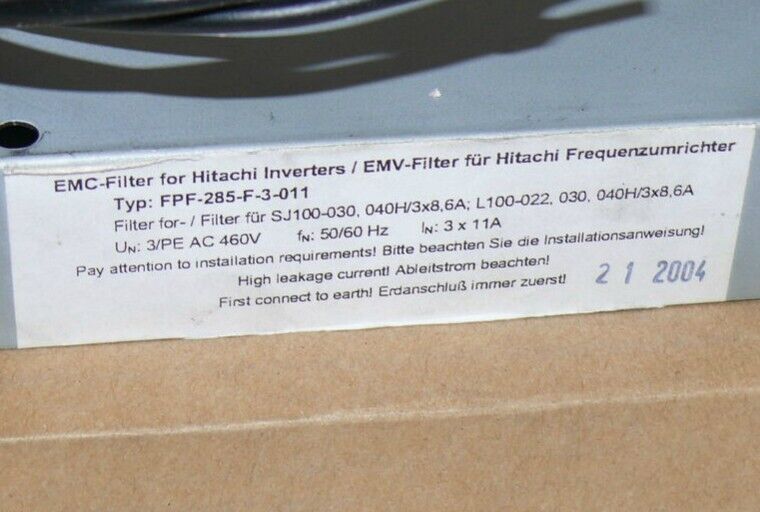 EMC-Filter for Hitachi Inverters / EMV-Filter für Hitachi Frequenzumrichter
Typ: FPF-285-F-3-011
Filter for- / Filter für SJ100-030, 040H/3x8,6A; L100-022, 030, 040H/3x8,6A
UN: 3/PE AC 460V fN: 50/60 Hz IN: 3 x 11A
Pay attention to installation requirements! Bitte beachten Sie die Installationsanweisung!
High leakage current! Ableitstrom beachten!
First connect to earth! Erdanschluß immer zuerst!
2 1 2004